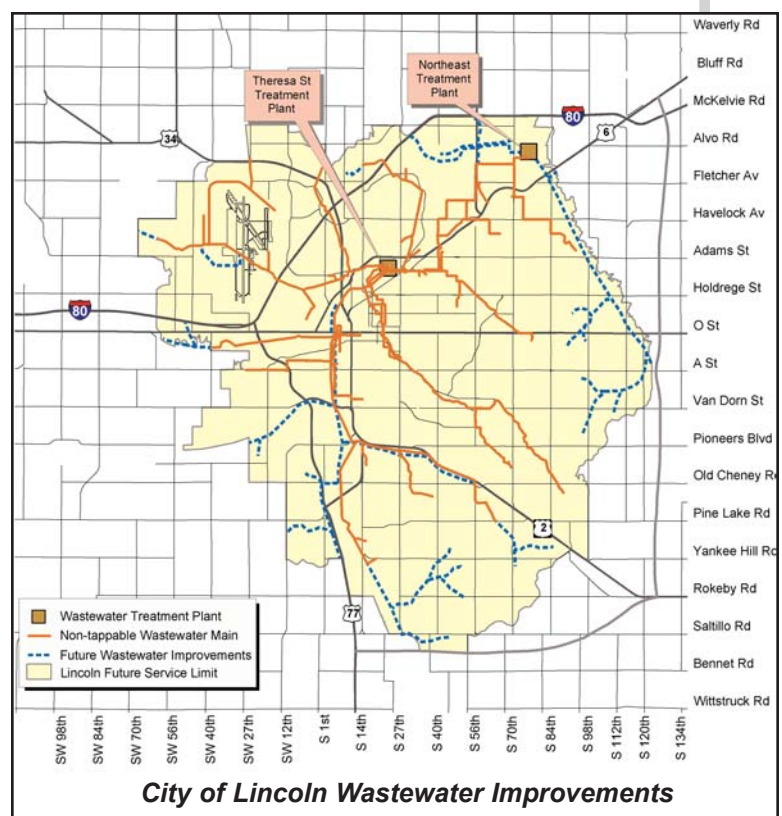 Waverly Rd
Bluff Rd
McKelvie Rd
Alvo Rd
Fletcher Av
Havelock Av
Adams St
Holdrege St
O St
A St
Van Dorn St
Pioneers Blvd
Old Cheney R
Pine Lake Rd
Yankee Hill Rd
Rokeby Rd
Saltillo Rd
Bennet Rd
Wittstruck Rd
Theresa St
Treatment
Plant
Northeast
Treatment
Plant
80
6
34
80
2
77
Wastewater Treatment Plant
Non-tappable Wastewater Main
Future Wastewater Improvements
Lincoln Future Service Limit
SW 98th
SW 84th
SW 70th
SW 56th
SW 40th
SW 27th
SW 12th
S 1st
S 14th
S 27th
S 40th
S 56th
S 70th
S 84th
S 98th
S 112th
S 120th
S 134th
City of Lincoln Wastewater Improvements